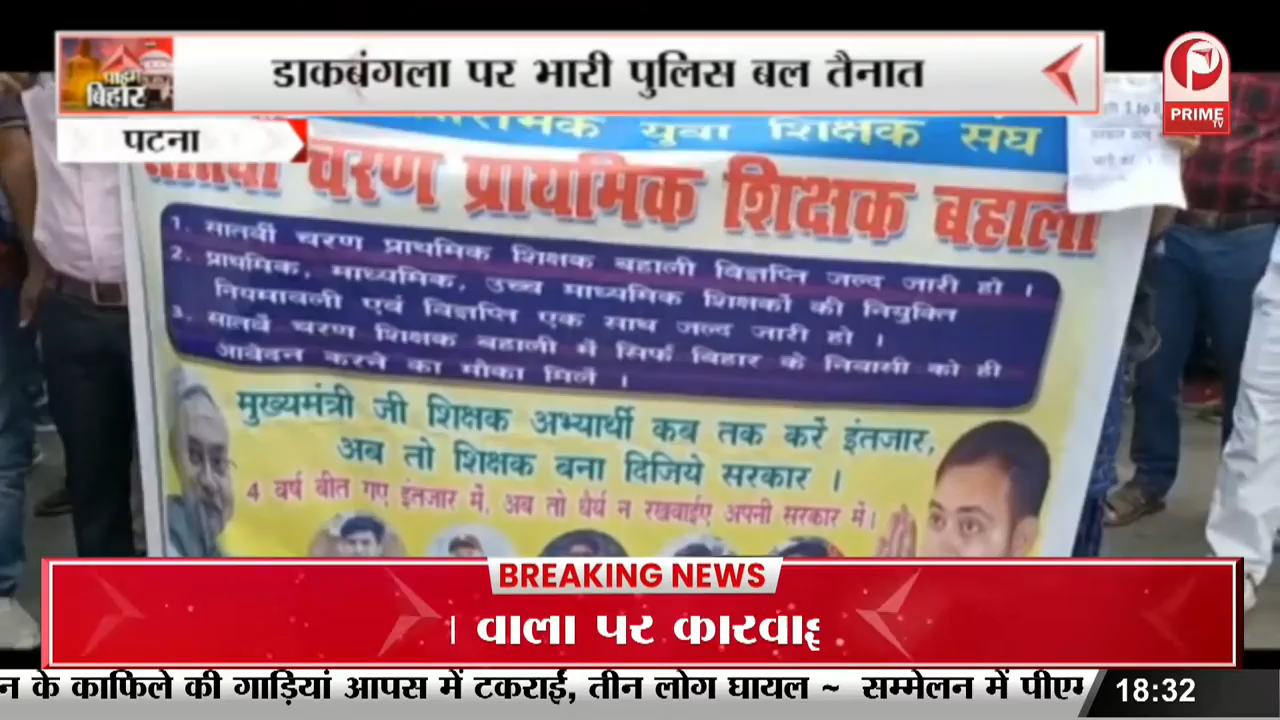 डाकबंगला पर भारी पुलिस बल तैनात
प्राइम
बिहार
PRIME
TV
पटना
युवा शिक्षक संघ
चरण प्राथमिक शिक्षक बहाली
1. सातवीं चरण प्राथमिक शिक्षक बहाली विज्ञप्ति जल्द जारी हो ।
2. प्राथमिक, माध्यमिक, उच्च माध्यमिक शिक्षकों की नियुक्ति
नियमावली एवं विज्ञप्ति एक साथ जल्द जारी हो ।
3. सातवें चरण शिक्षक बहाली में सिर्फ बिहार के निवासी को ही
आवेदन करने का मौका मिलें ।
मुख्यमंत्री जी शिक्षक अभ्यार्थी कब तक करें इंतजार,
अब तो शिक्षक बना दिजिये सरकार ।
4 वर्ष बीत गए इंतजार में, अब तो धैर्य न रखवाईए अपनी सरकार में।
BREAKING NEWS
वाला पर कारवाइ
न के काफिले की गाड़ियां आपस में टकराईं, तीन लोग घायल ~ सम्मेलन में पीएम
18:32